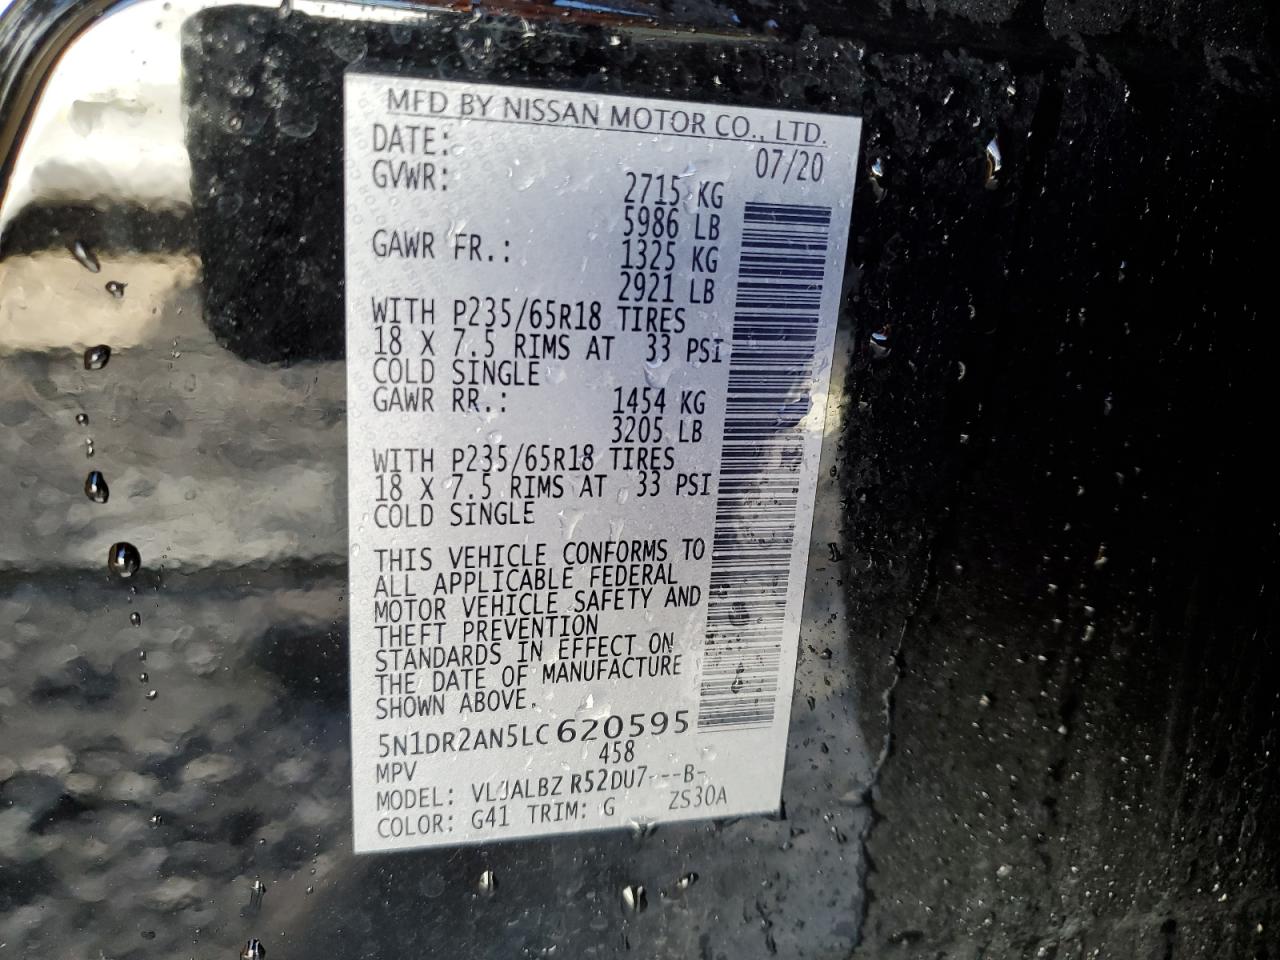 MFD BY NISSAN MOTOR CO., LTD.
DATE: 07/20
GVWR: 2715 KG
5986 LB
GAWR FR.: 1325 KG
2921 LB
WITH P235/65R18 TIRES
18 X 7.5 RIMS AT 33 PSI
COLD SINGLE
GAWR RR.: 1454 KG
3205 LB
WITH P235/65R18 TIRES
18 X 7.5 RIMS AT 33 PSI
COLD SINGLE
THIS VEHICLE CONFORMS TO
ALL APPLICABLE FEDERAL
MOTOR VEHICLE SAFETY AND
THEFT PREVENTION
STANDARDS IN EFFECT ON
THE DATE OF MANUFACTURE
SHOWN ABOVE.
5N1DR2AN5LC620595
MPV 458
MODEL: R52DU7---B-
COLOR: G41 TRIM: G ZS30A